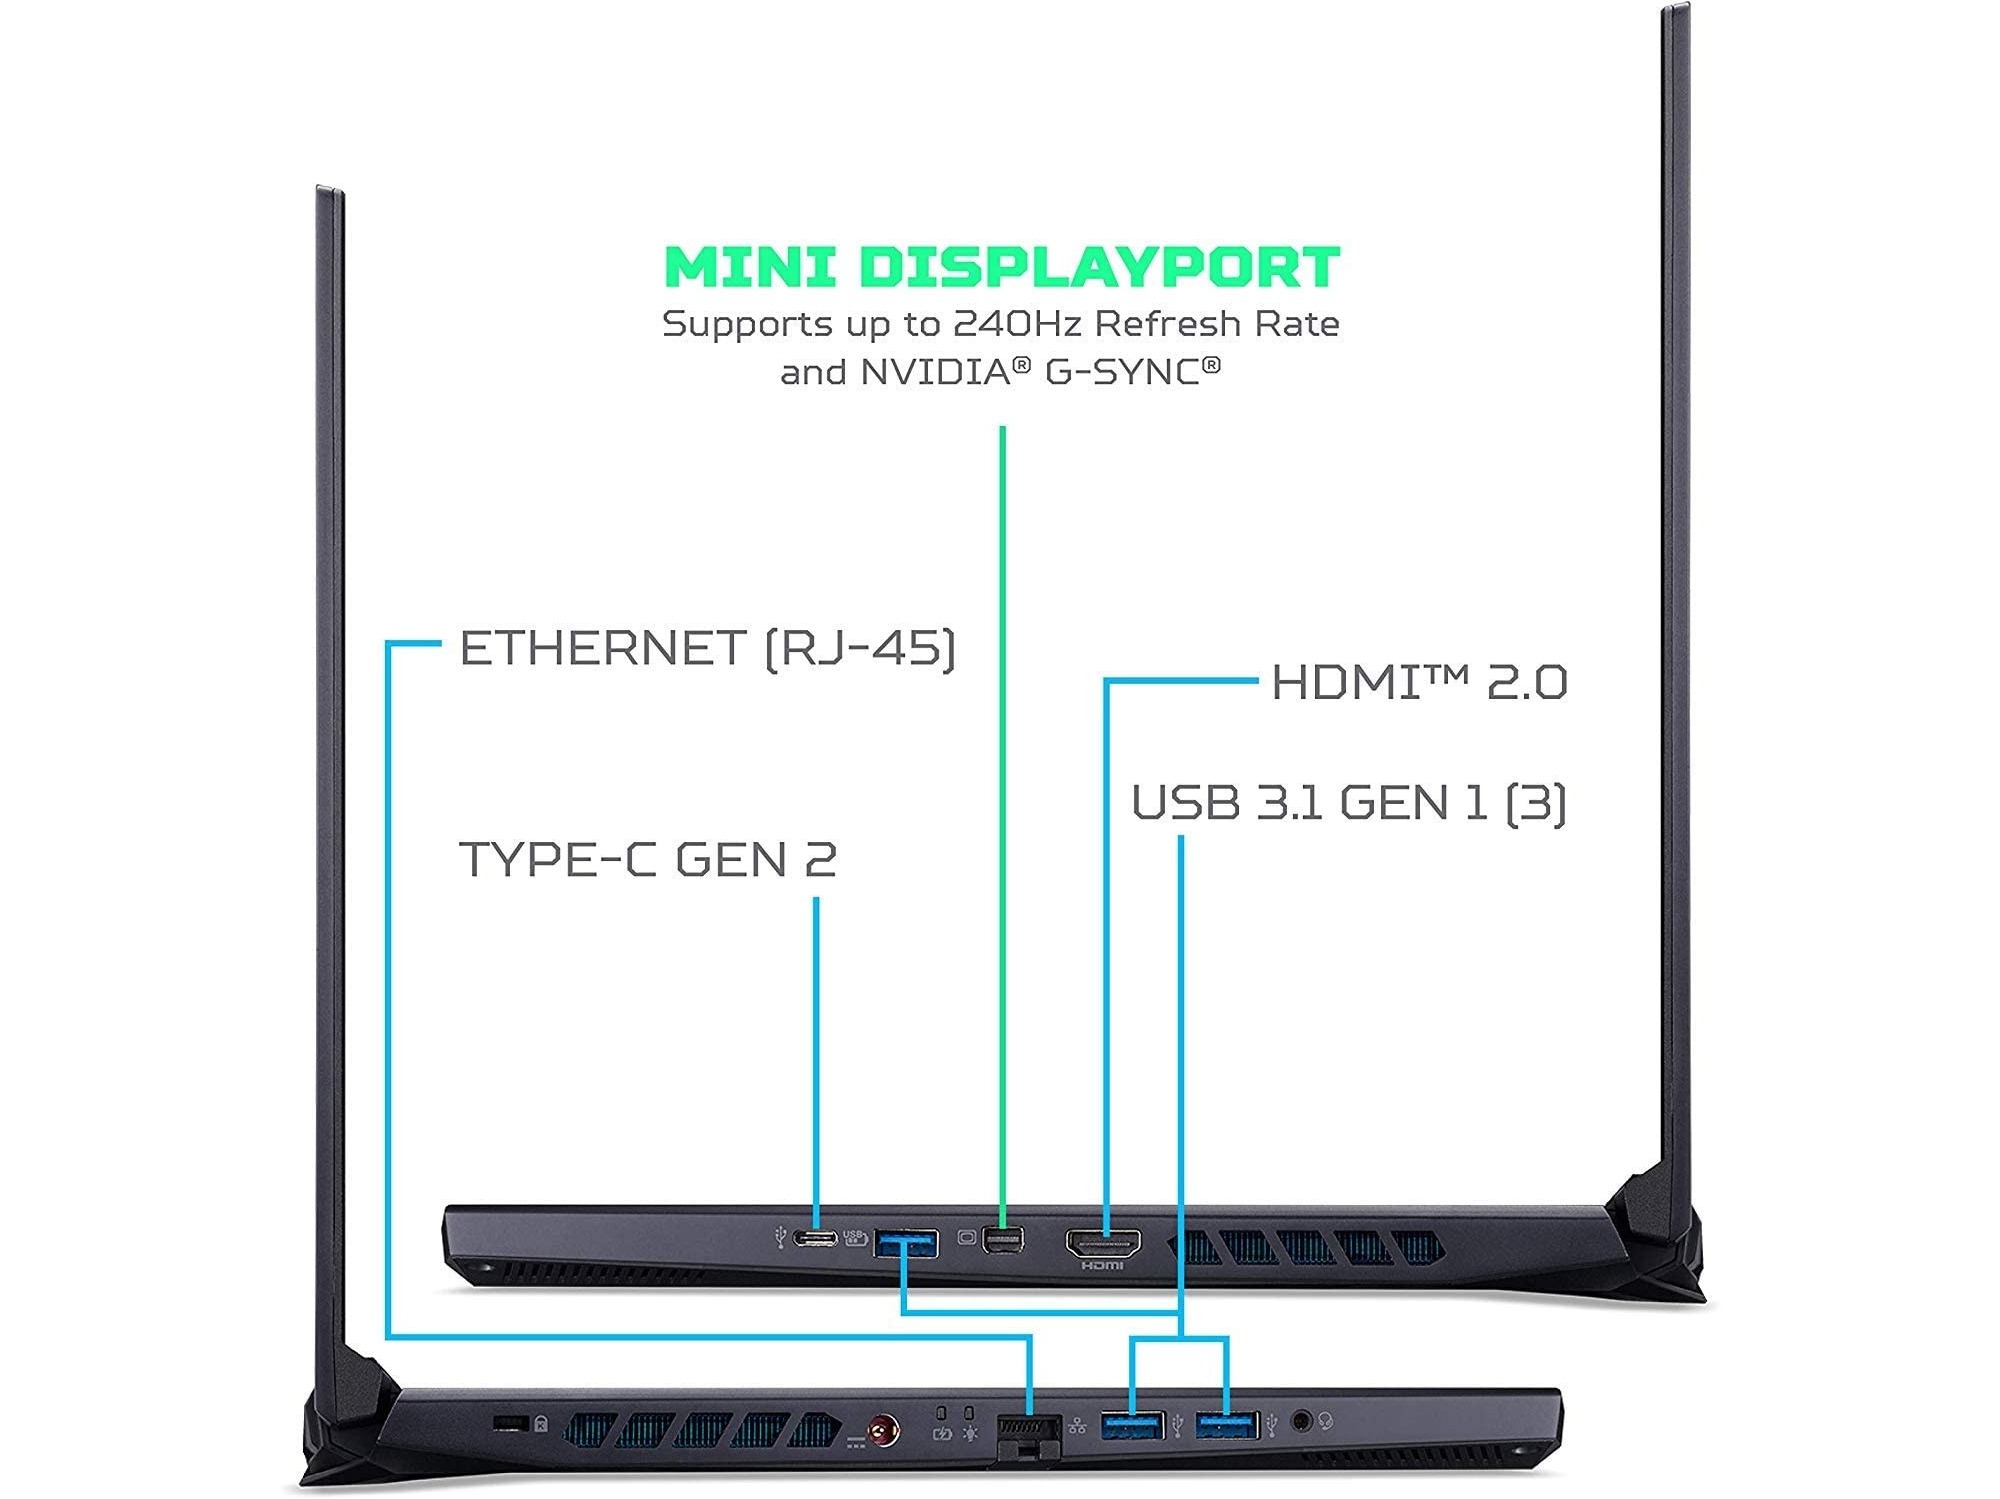 MINI DISPLAYPORT
Supports up to 240Hz Refresh Rate
and NVIDIA® G-SYNC®
ETHERNET (RJ-45)
HDMI™ 2.0
USB 3.1 GEN 1 (3)
TYPE-C GEN 2
USB
HDMI